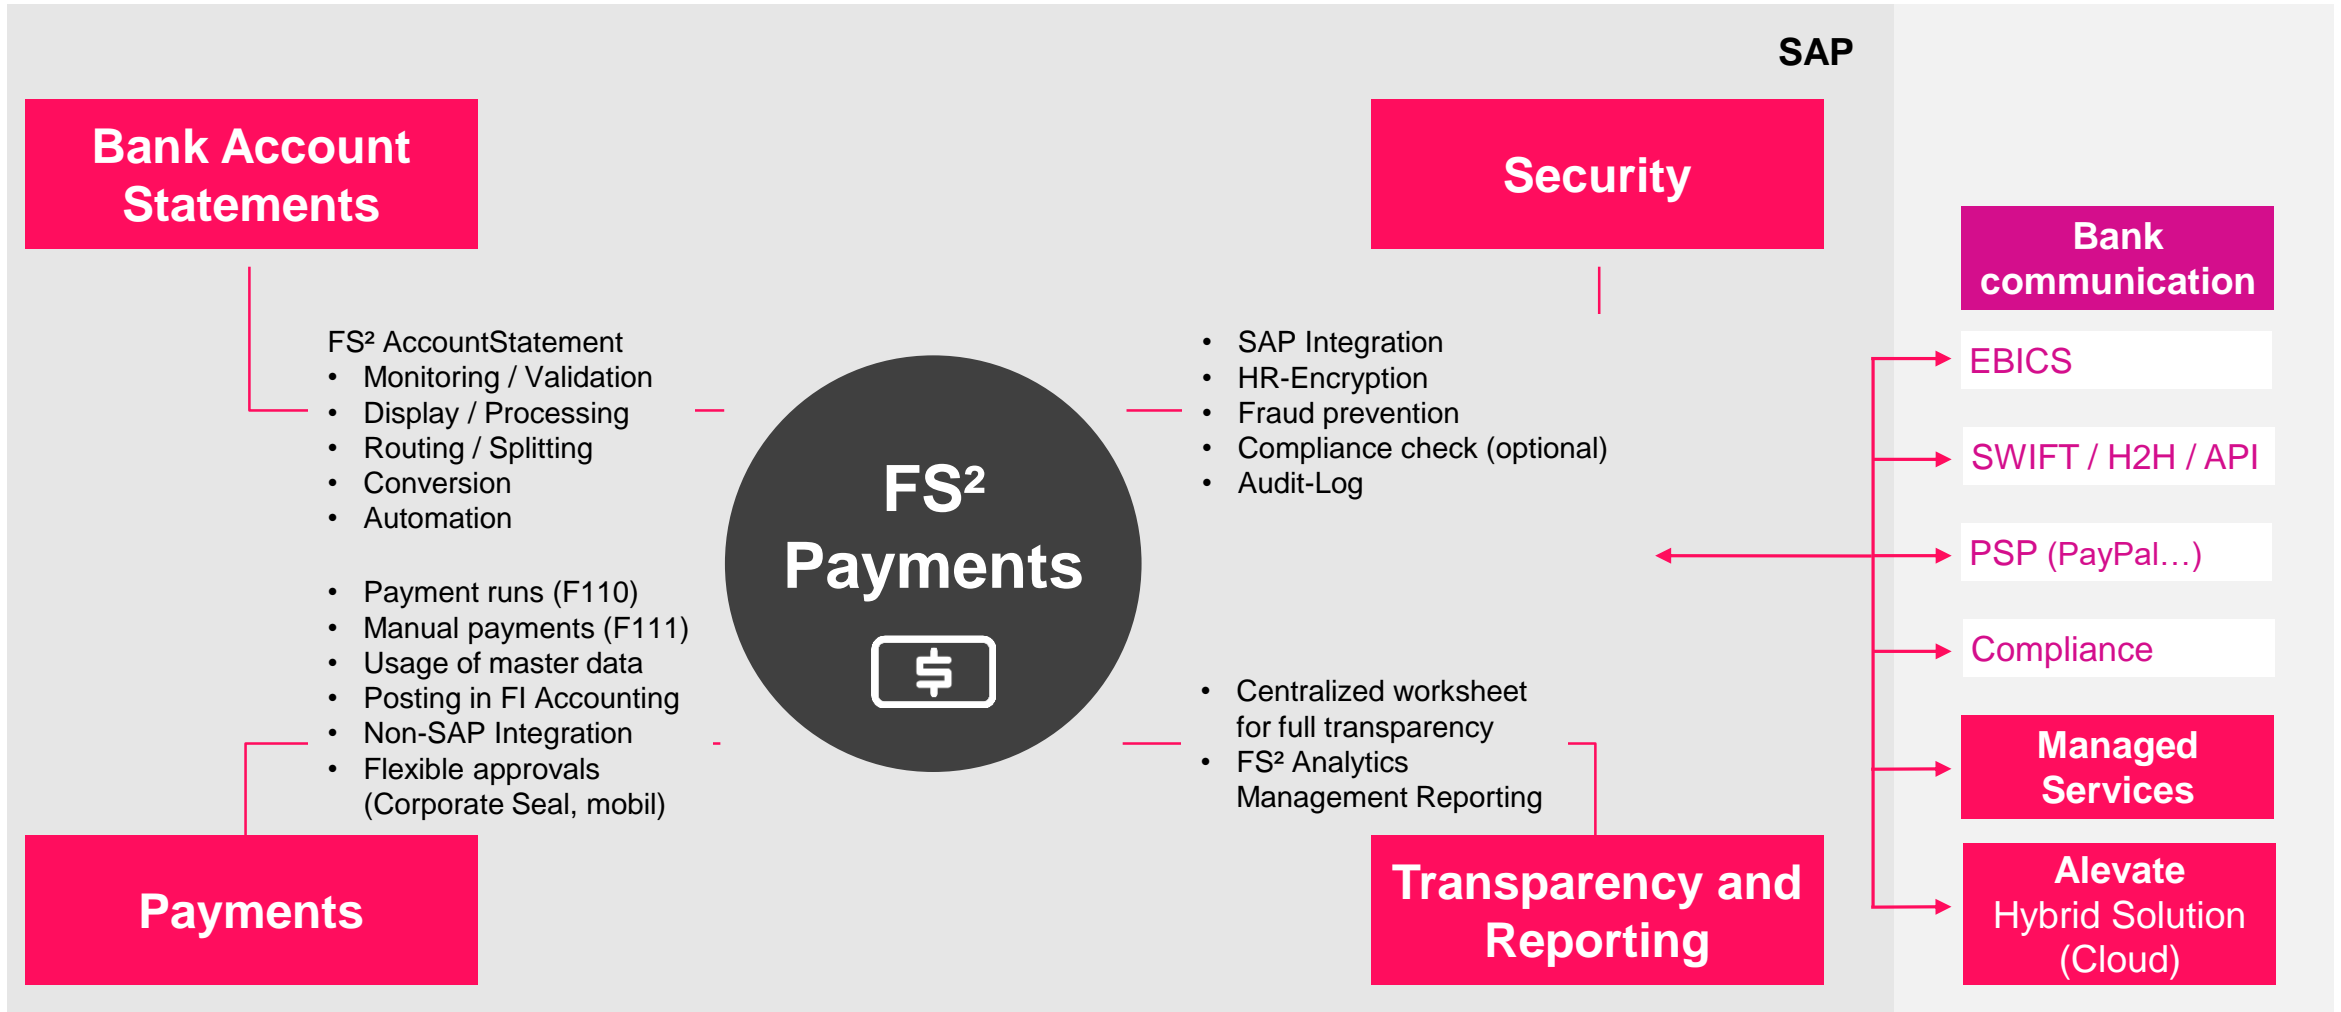 SAP
Bank Account
Statements
FS² AccountStatement
• Monitoring / Validation
• Display / Processing
• Routing / Splitting
• Conversion
• Automation
• Payment runs (F110)
• Manual payments (F111)
• Usage of master data
• Posting in FI Accounting
• Non-SAP Integration
• Flexible approvals
(Corporate Seal, mobil)
Payments
FS²
Payments
$
Security
• SAP Integration
• HR-Encryption
• Fraud prevention
• Compliance check (optional)
• Audit-Log
• Centralized worksheet
for full transparency
• FS² Analytics
Management Reporting
Transparency and
Reporting
Bank
communication
EBICS
SWIFT / H2H / API
PSP (PayPal…)
Compliance
Managed
Services
Alevate
Hybrid Solution
(Cloud)